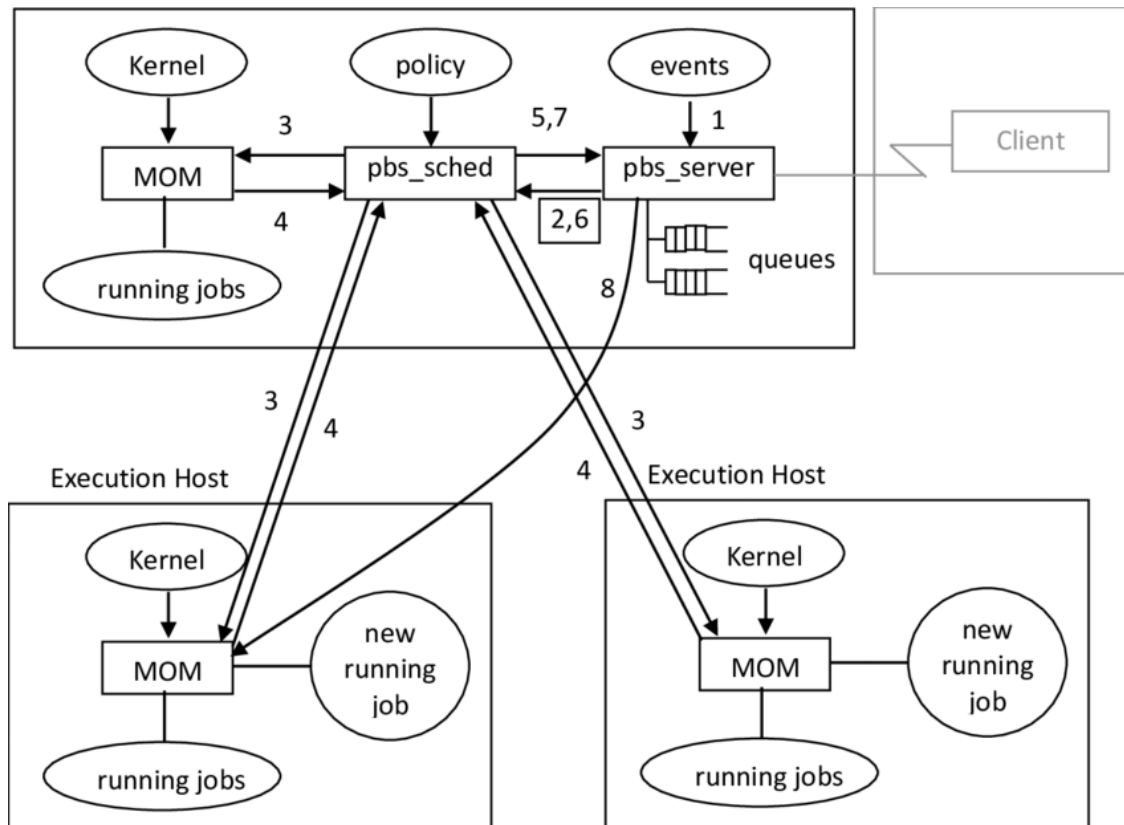 Kernel
policy
events
3
5,7
1
Client
MOM
pbs_sched
pbs_server
4
2,6
queues
running jobs
8
3
4
3
4
Execution Host
Execution Host
Kernel
Kernel
new
running
job
new
running
job
MOM
MOM
running jobs
running jobs